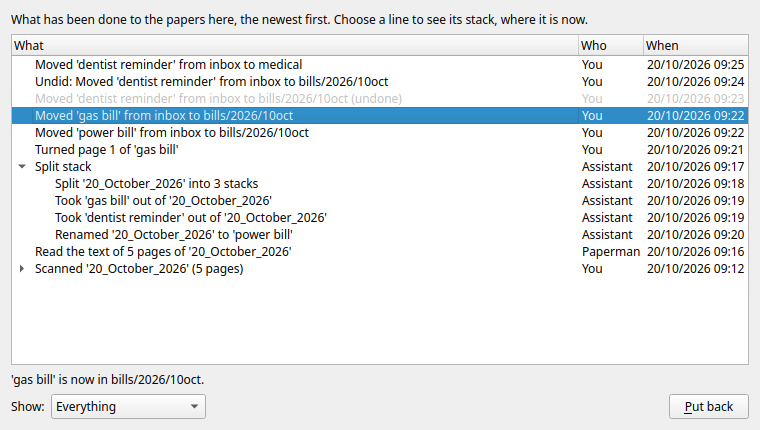 What has been done to the papers here, the newest first. Choose a line to see its stack, where it is now.
What Who When
Moved 'dentist reminder' from inbox to medical You 20/10/2026 09:25
Undid: Moved 'dentist reminder' from inbox to bills/2026/10oct You 20/10/2026 09:24
Moved 'dentist reminder' from inbox to bills/2026/10oct (undone) You 20/10/2026 09:23
Moved 'gas bill' from inbox to bills/2026/10oct You 20/10/2026 09:22
Moved 'power bill' from inbox to bills/2026/10oct You 20/10/2026 09:22
Turned page 1 of 'gas bill' You 20/10/2026 09:21
Split stack Assistant 20/10/2026 09:17
Split '20_October_2026' into 3 stacks Assistant 20/10/2026 09:18
Took 'gas bill' out of '20_October_2026' Assistant 20/10/2026 09:19
Took 'dentist reminder' out of '20_October_2026' Assistant 20/10/2026 09:19
Renamed '20_October_2026' to 'power bill' Assistant 20/10/2026 09:20
Read the text of 5 pages of '20_October_2026' Paperman 20/10/2026 09:16
Scanned '20_October_2026' (5 pages) You 20/10/2026 09:12
'gas bill' is now in bills/2026/10oct.
Show: Everything Put back